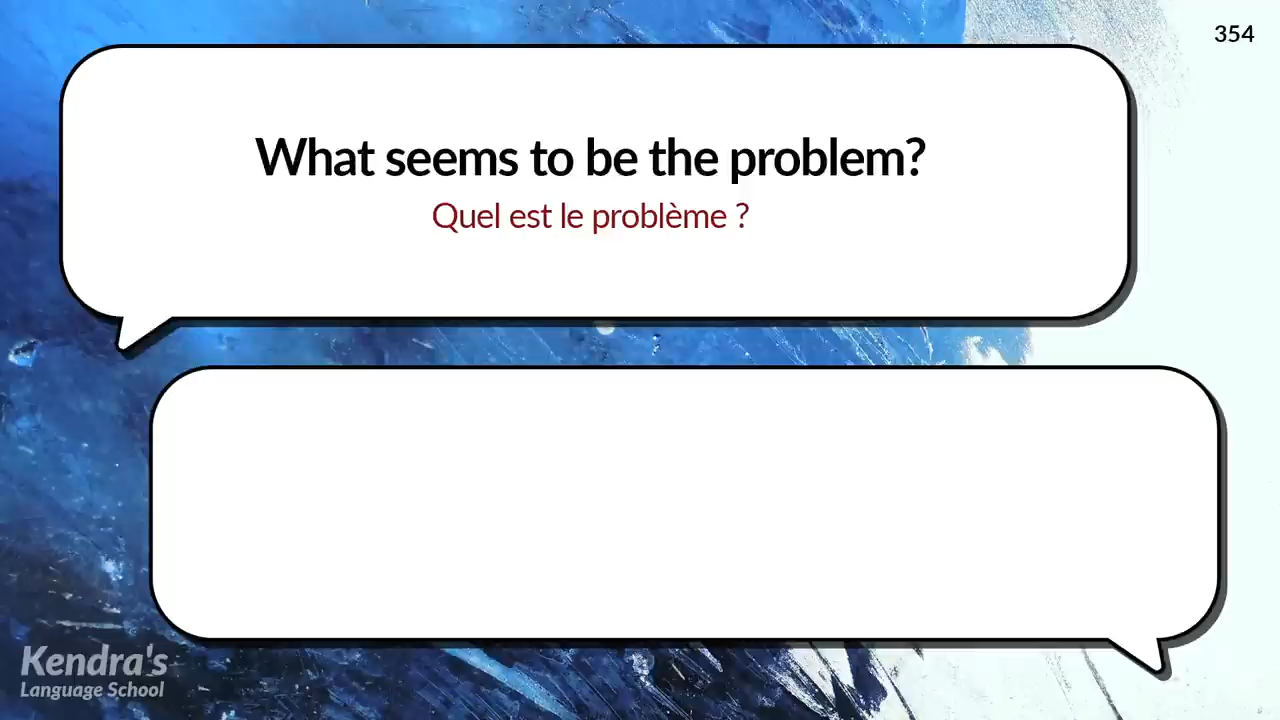 354
What seems to be the problem?
Quel est le problème ?
Kendra's
Language School